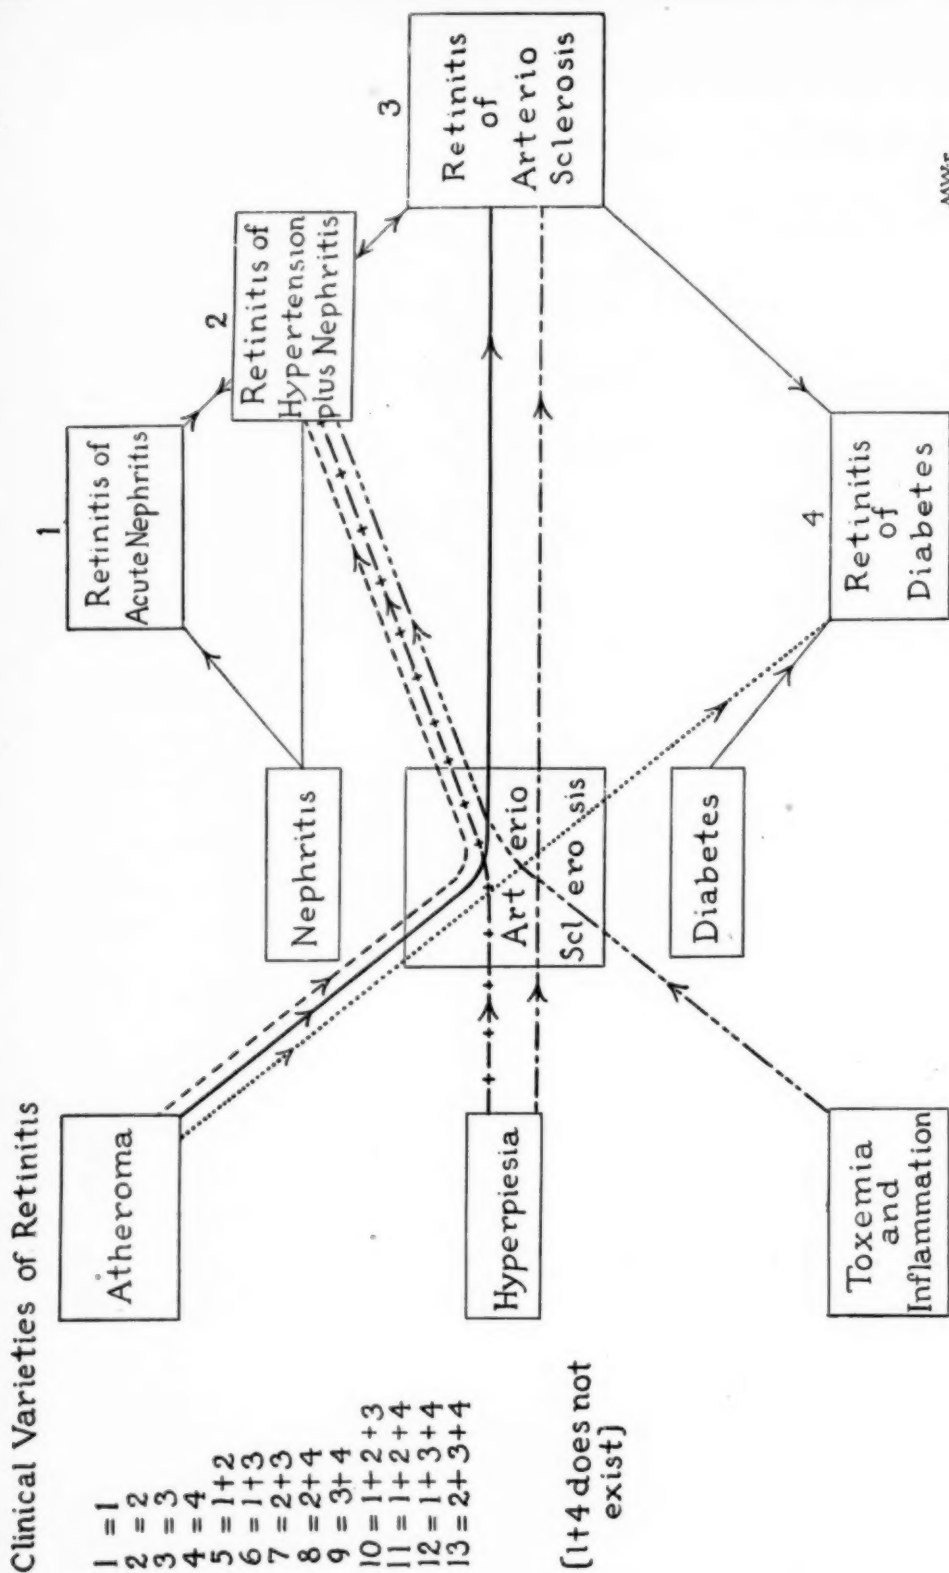 Clinical Varieties of Retinitis
1 = 1
2 = 2
3 = 3
4 = 4
5 = 1+2
6 = 1+3
7 = 2+3
8 = 2+4
9 = 3+4
10 = 1+2+3
11 = 1+2+4
12 = 1+3+4
13 = 2+3+4
[1+4 does not
exist]
Atheroma
Hyperpiesia
Toxemia
and
Inflammation
Nephritis
Arterio
Sclerosis
Diabetes
1
Retinitis of
Acute Nephritis
2
Retinitis of
Hypertension
plus Nephritis
3
Retinitis
of
Arterio
Sclerosis
4
Retinitis
of
Diabetes